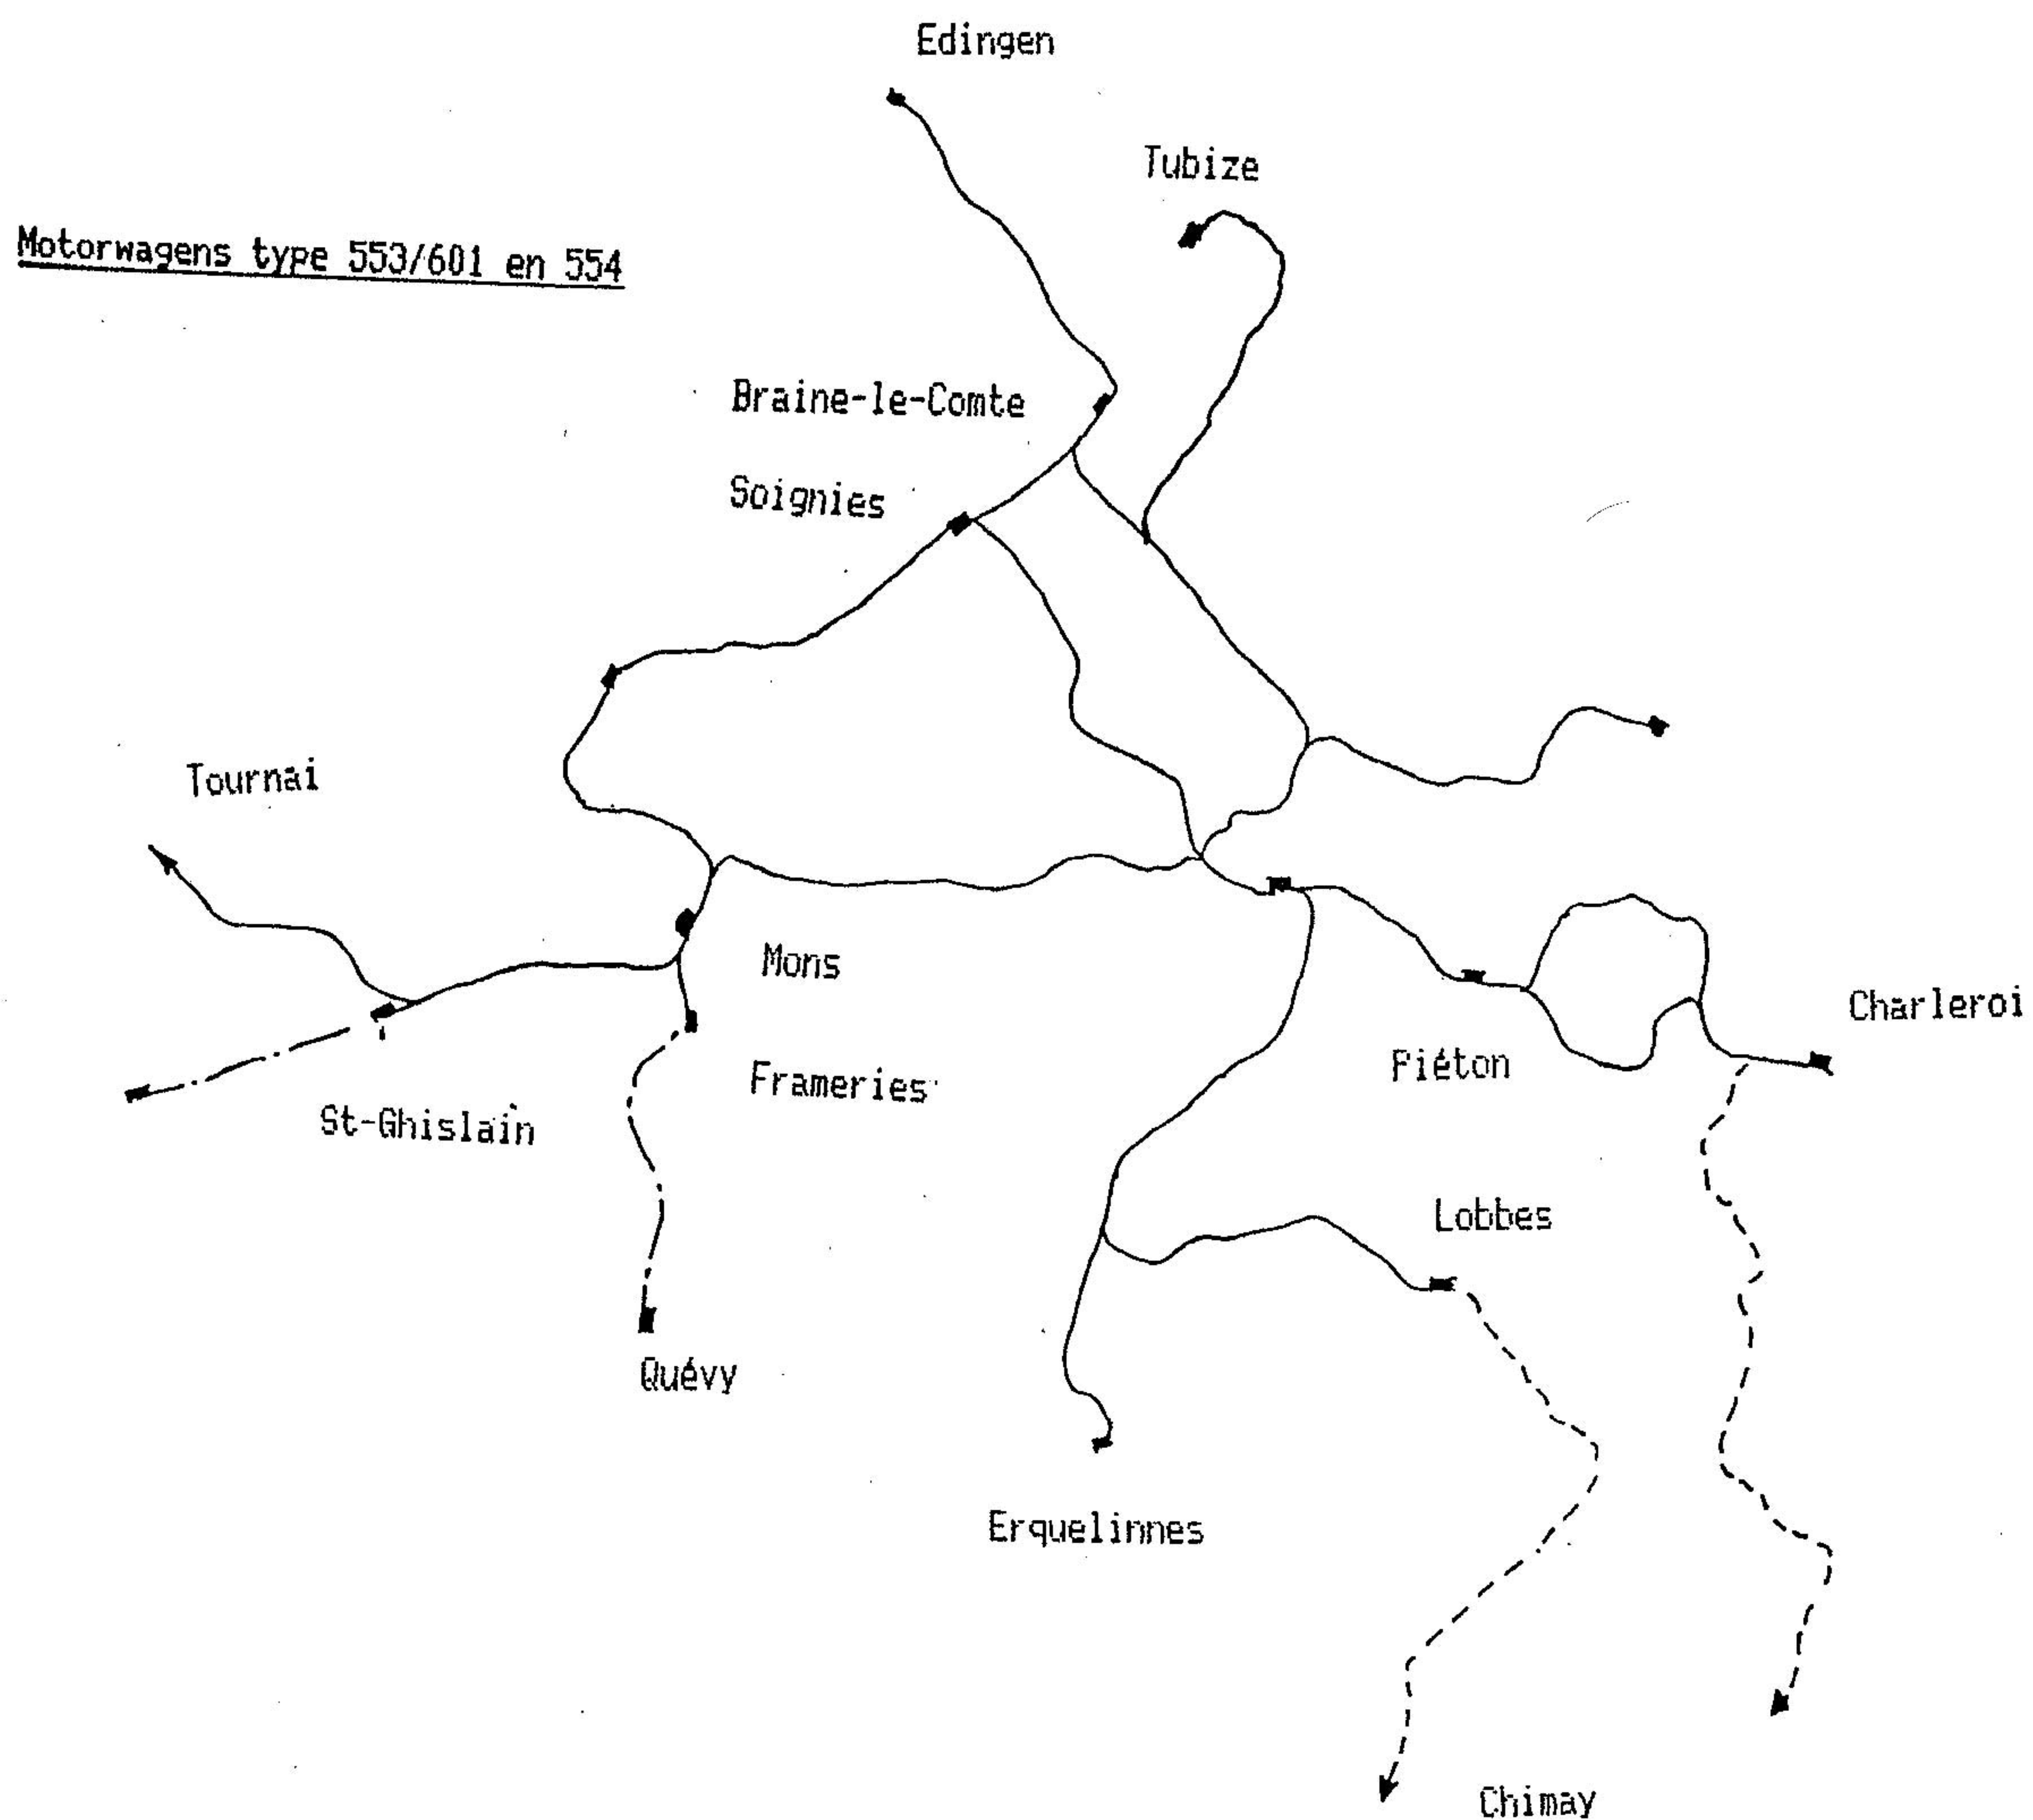 Edingen
Tubize
Motorwagens type 553/601 en 554
Braine-le-Comte
Soignies
Tournai
Mons
Charleroi
Piéton
Frameries
St-Ghislain
Lobbes
Quévy
Erquelinnes
Chimay